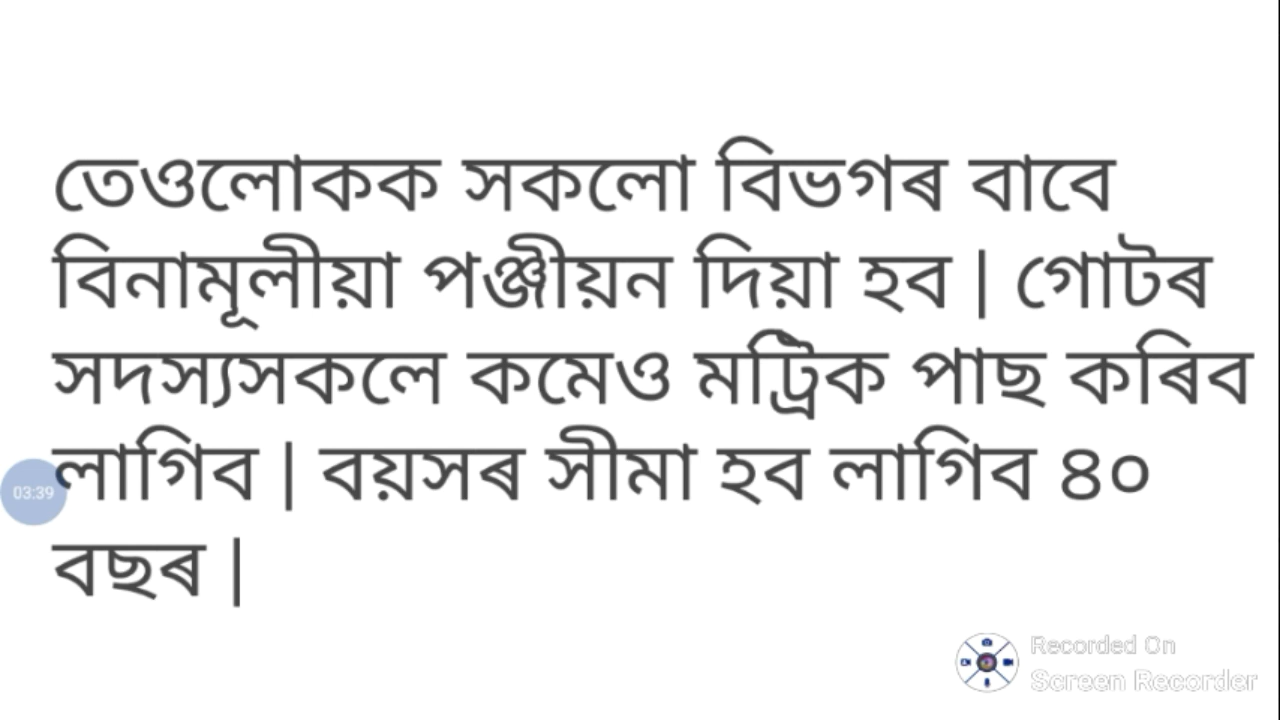 তেওলোকক সকলো বিভগৰ বাবে
বিনামূলীয়া পঞ্জীয়ন দিয়া হব | গোটৰ
সদস্যসকলে কমেও মট্ৰিক পাছ কৰিব
লাগিব | বয়সৰ সীমা হব লাগিব ৪০
বছৰ |
03:39
Recorded On
Screen Recorder